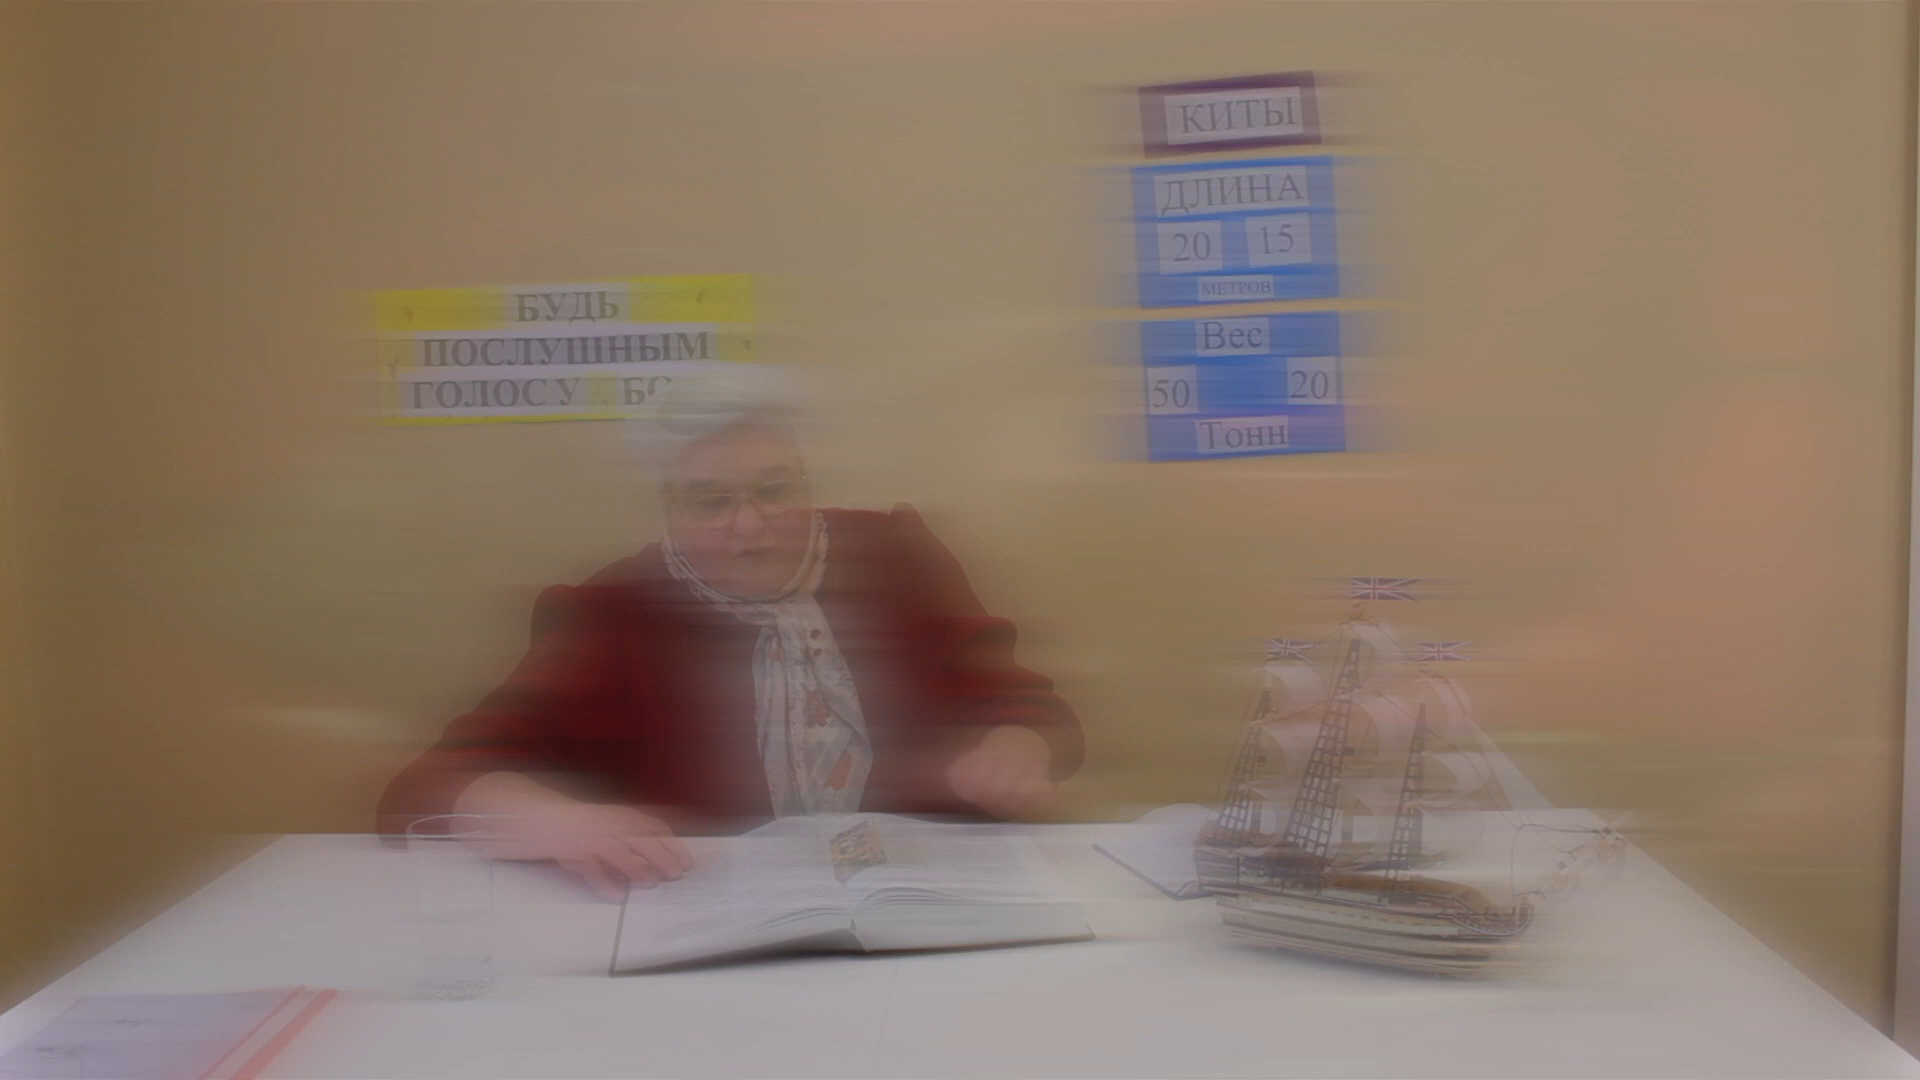 БУДЬ
ПОСЛУШНЫМ
ГОЛОСУ
КИТЫ
ДЛИНА
20 15
МЕТРОВ
Вес
50 20
Тонн